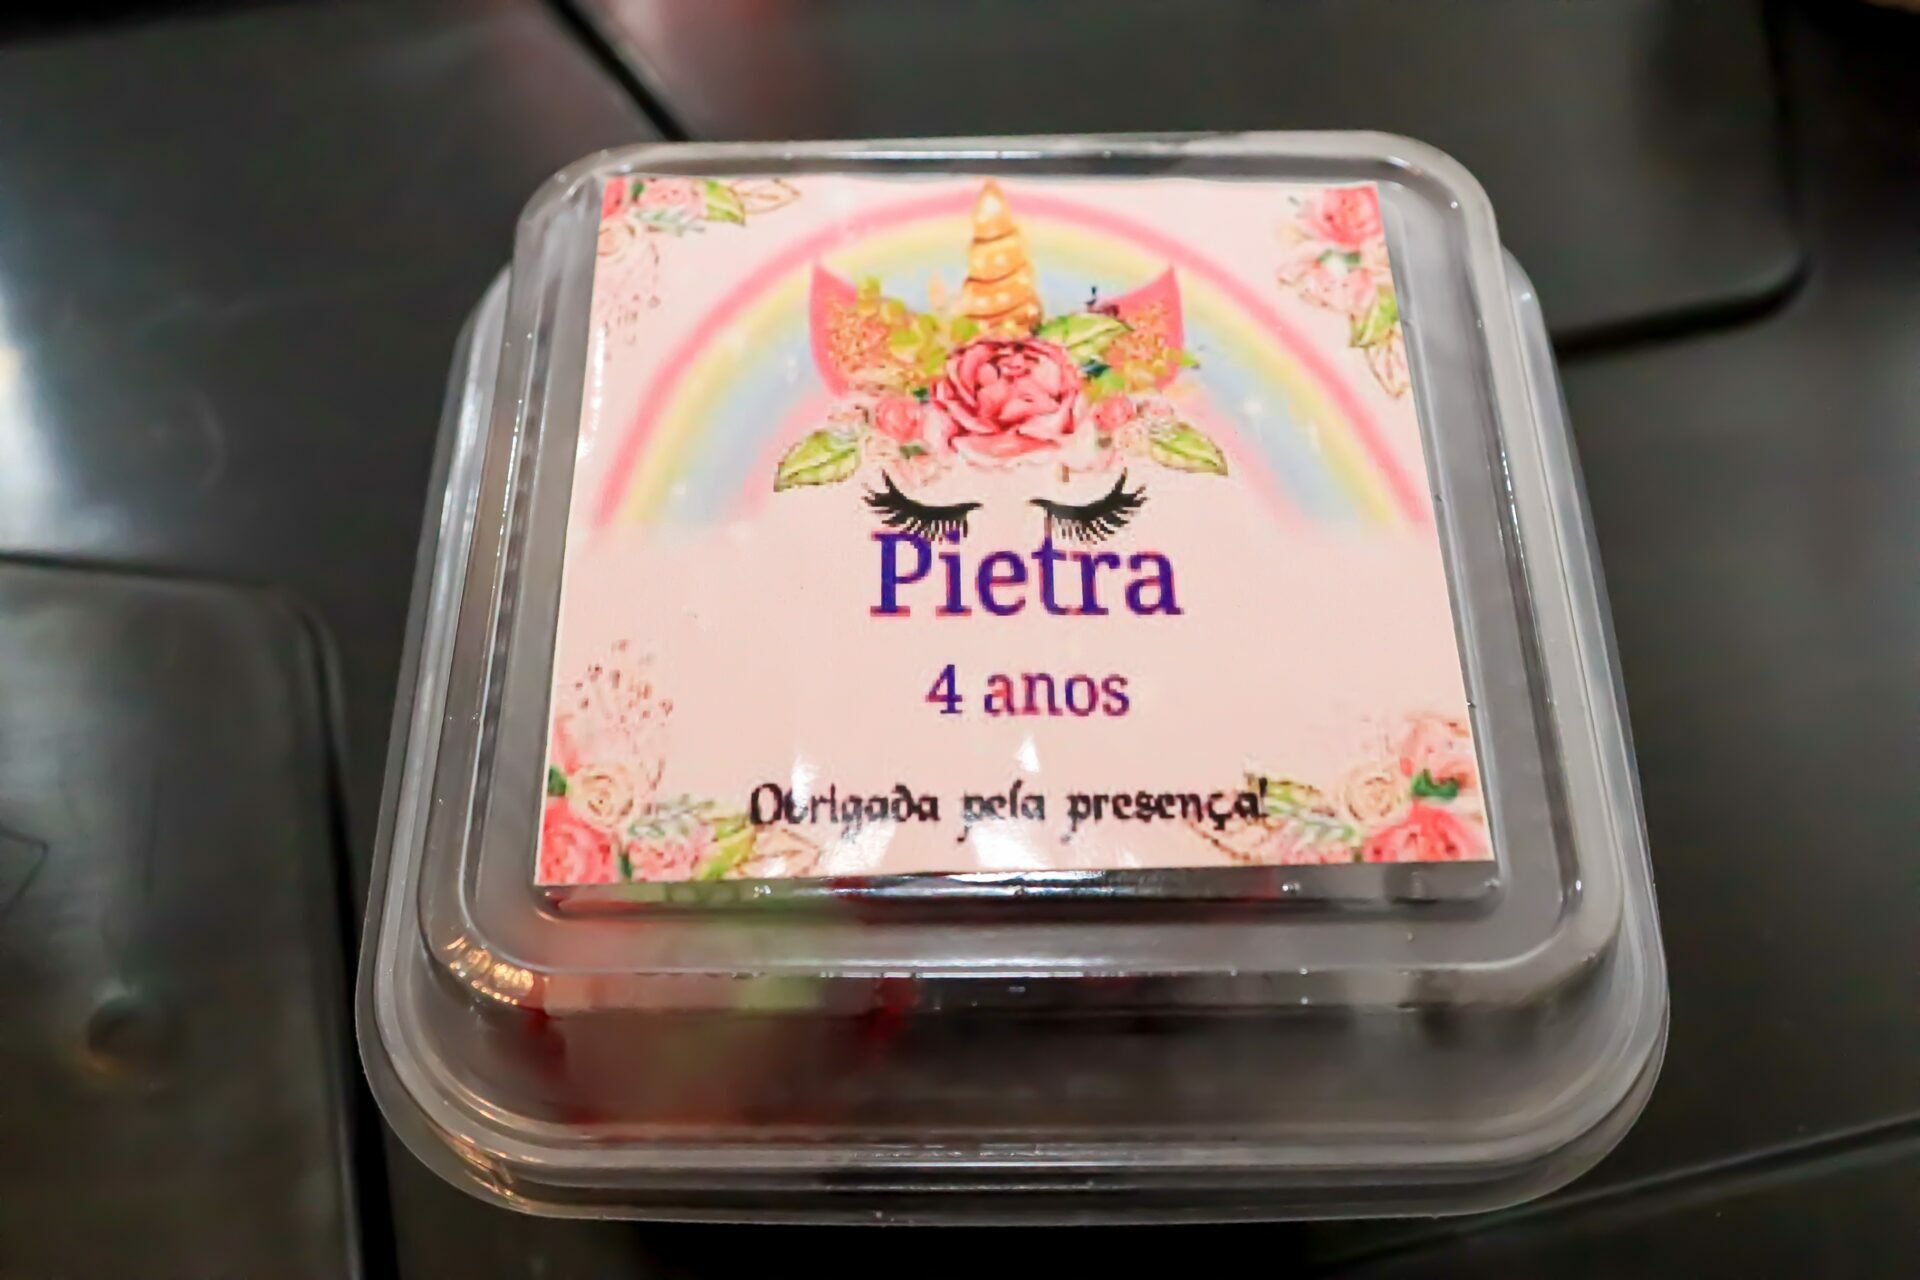 Pietra
4 anos
Obrigada pela presença!